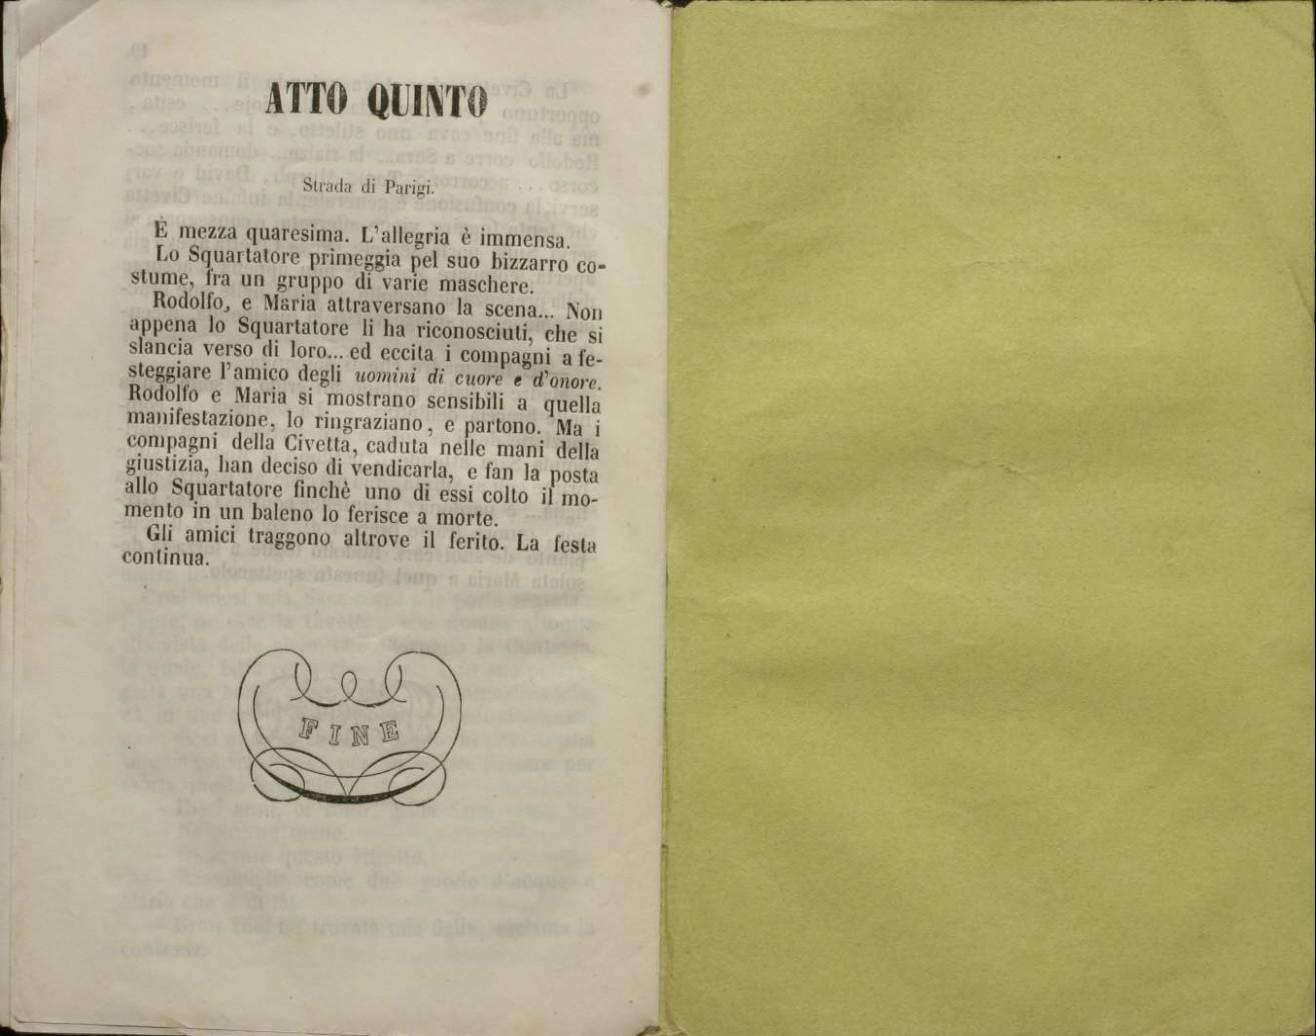 ATTO QUINTO
Strada di Parigi.
È mezza quaresima. L'allegria è immensa.
Lo Squartatore primeggia pel suo bizzarro co-
stume, fra un gruppo di varie maschere.
Rodolfo, e Maria attraversano la scena... Non
appena lo Squartatore li ha riconosciuti, che si
slancia verso di loro... ed eccita i compagni a fe-
steggiare l'amico degli uomini di cuore e d'onore.
Rodolfo e Maria si mostrano sensibili a quella
manifestazione, lo ringraziano, e partono. Ma i
compagni della Civetta, caduta nelle mani della
giustizia, han deciso di vendicarla, e fan la posta
allo Squartatore finchè uno di essi colto il mo-
mento in un baleno lo ferisce a morte.
Gli amici traggono altrove il ferito. La festa
continua.
FINE